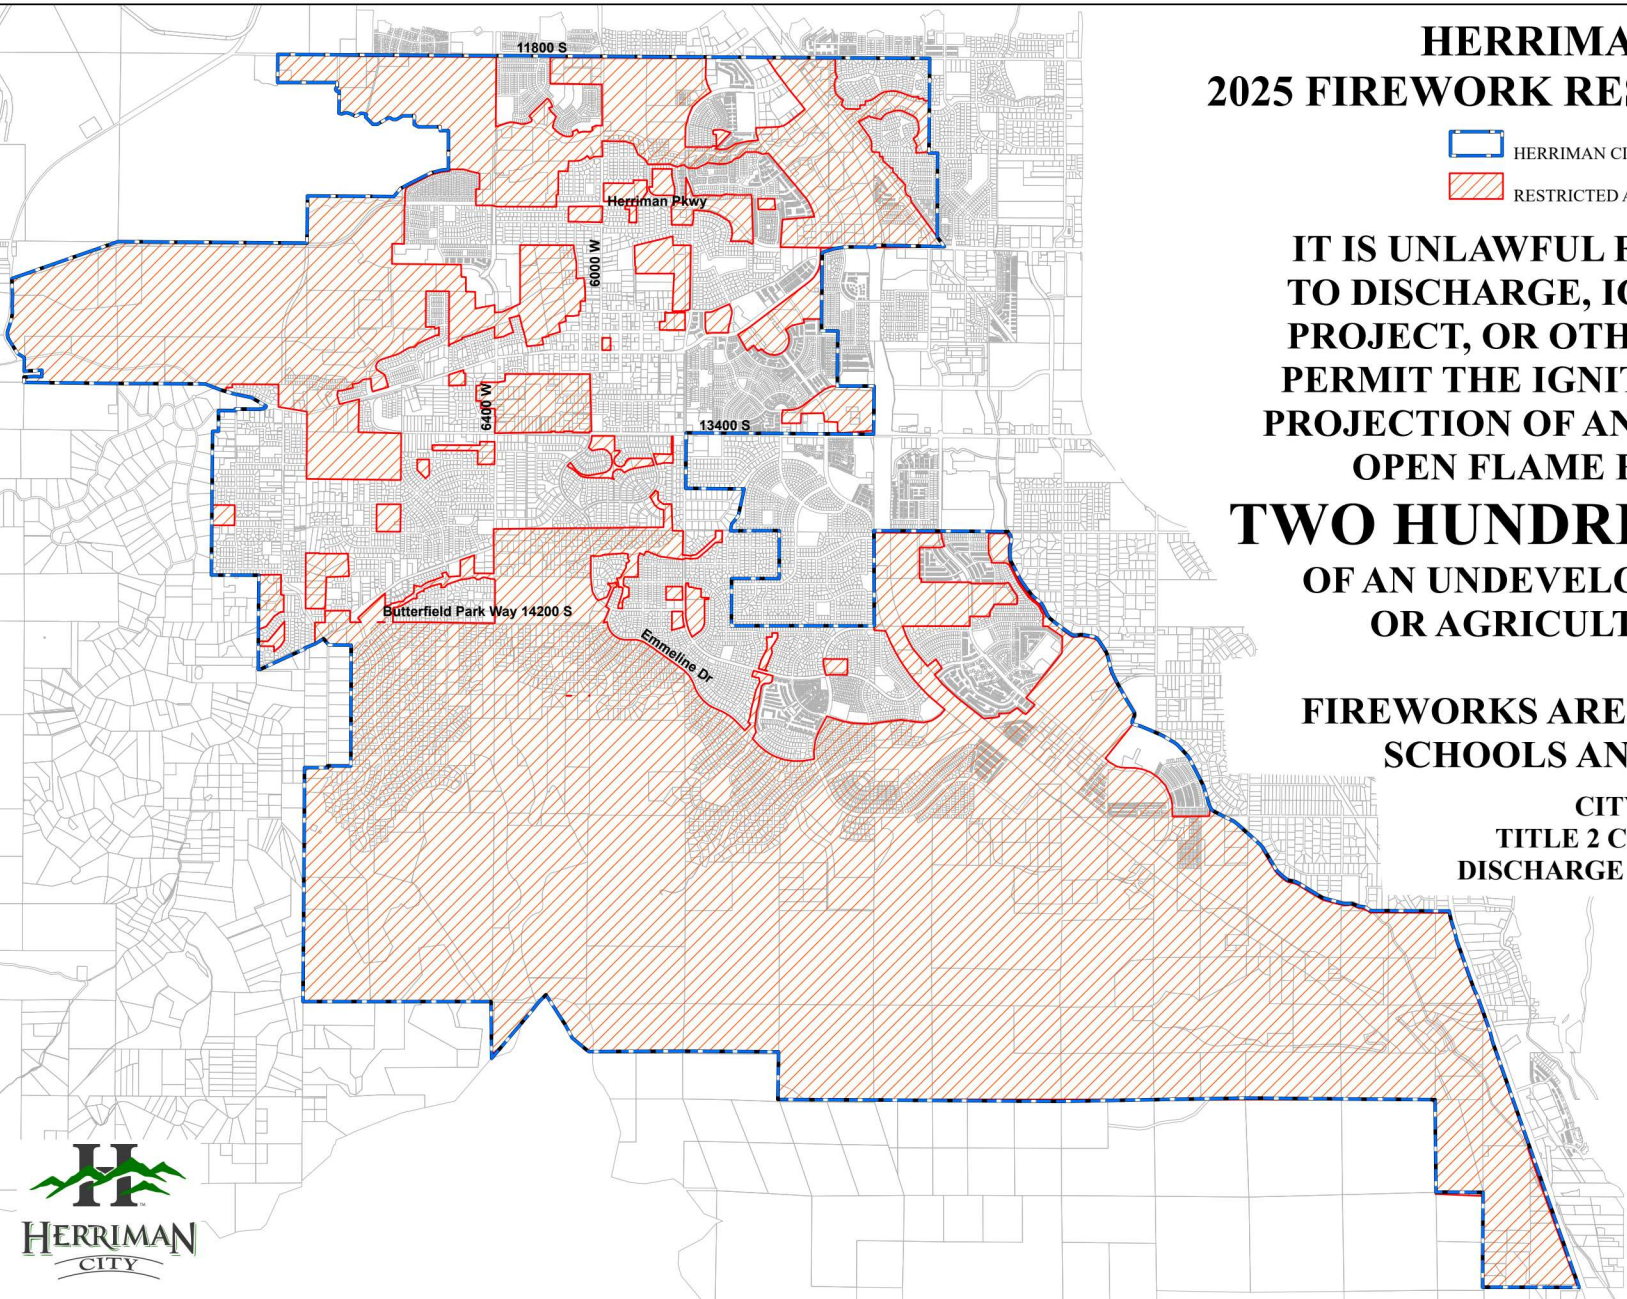 HERRIMA
2025 FIREWORK RES
HERRIMAN CI
RESTRICTED A
IT IS UNLAWFUL F
TO DISCHARGE, IG
PROJECT, OR OTH
PERMIT THE IGNIT
PROJECTION OF AN
OPEN FLAME
TWO HUNDRE
OF AN UNDEVELO
OR AGRICULT
FIREWORKS ARE
SCHOOLS AN
CITY
TITLE 2 C
DISCHARGE
11800 S
Herriman Pkwy
6000 W
6400 W
13400 S
Butterfield Park Way 14200 S
Emmeline Dr
H
HERRIMAN
CITY